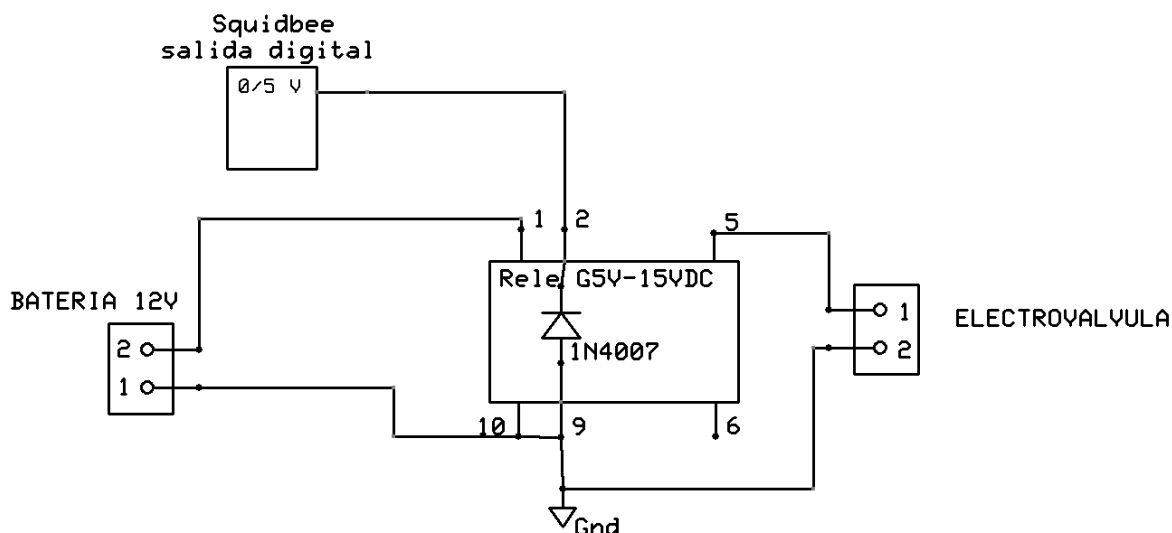 Squidbee
salida digital
0/5 V
1
2
5
Rele G5V-15VDC
BATERIA 12V
2
1
1N4007
1
2
ELECTROVALVULA
10
9
6
Gnd